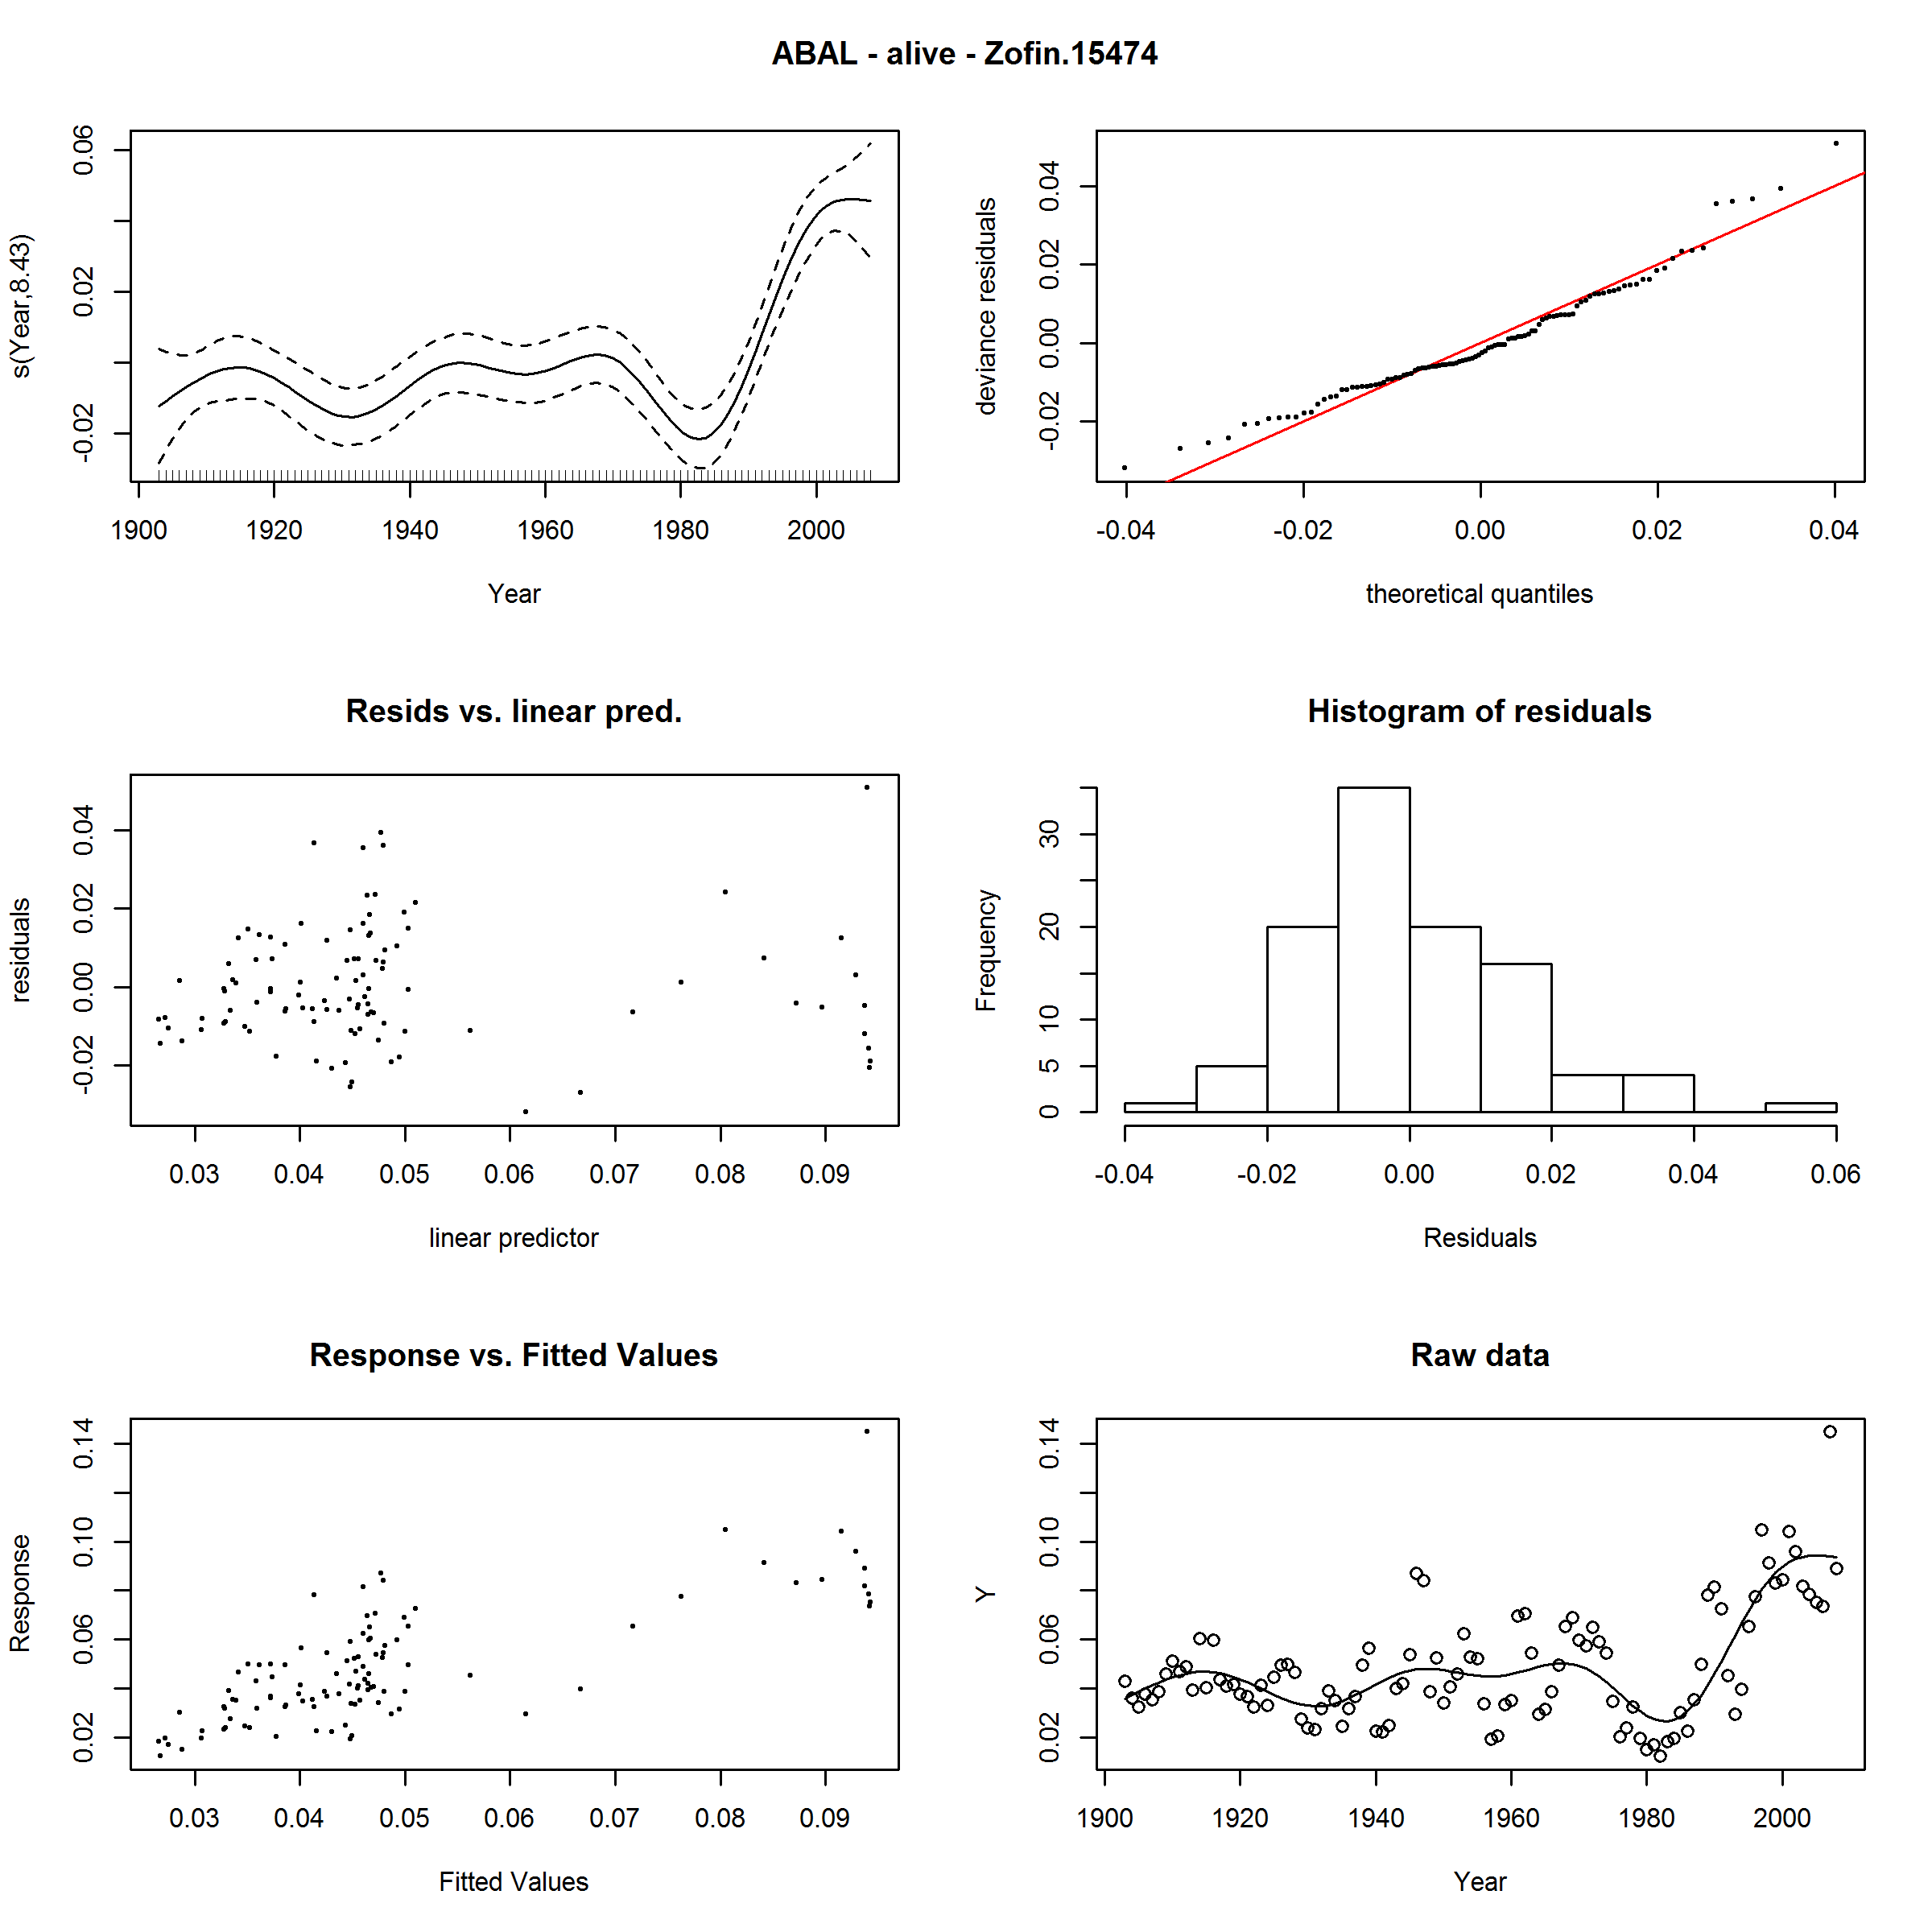 ABAL - alive - Zofin.15474
s(Year,8.43)
-0.02 0.02 0.06
1900 1920 1940 1960 1980 2000
Year
deviance residuals
-0.02 0.00 0.02 0.04
-0.04 -0.02 0.00 0.02 0.04
theoretical quantiles
Resids vs. linear pred.
residuals
-0.02 0.00 0.02 0.04
0.03 0.04 0.05 0.06 0.07 0.08 0.09
linear predictor
Histogram of residuals
Frequency
0 5 10 20 30
-0.04 -0.02 0.00 0.02 0.04 0.06
Residuals
Response vs. Fitted Values
Response
0.02 0.06 0.10 0.14
0.03 0.04 0.05 0.06 0.07 0.08 0.09
Fitted Values
Raw data
Y
0.02 0.06 0.10 0.14
1900 1920 1940 1960 1980 2000
Year